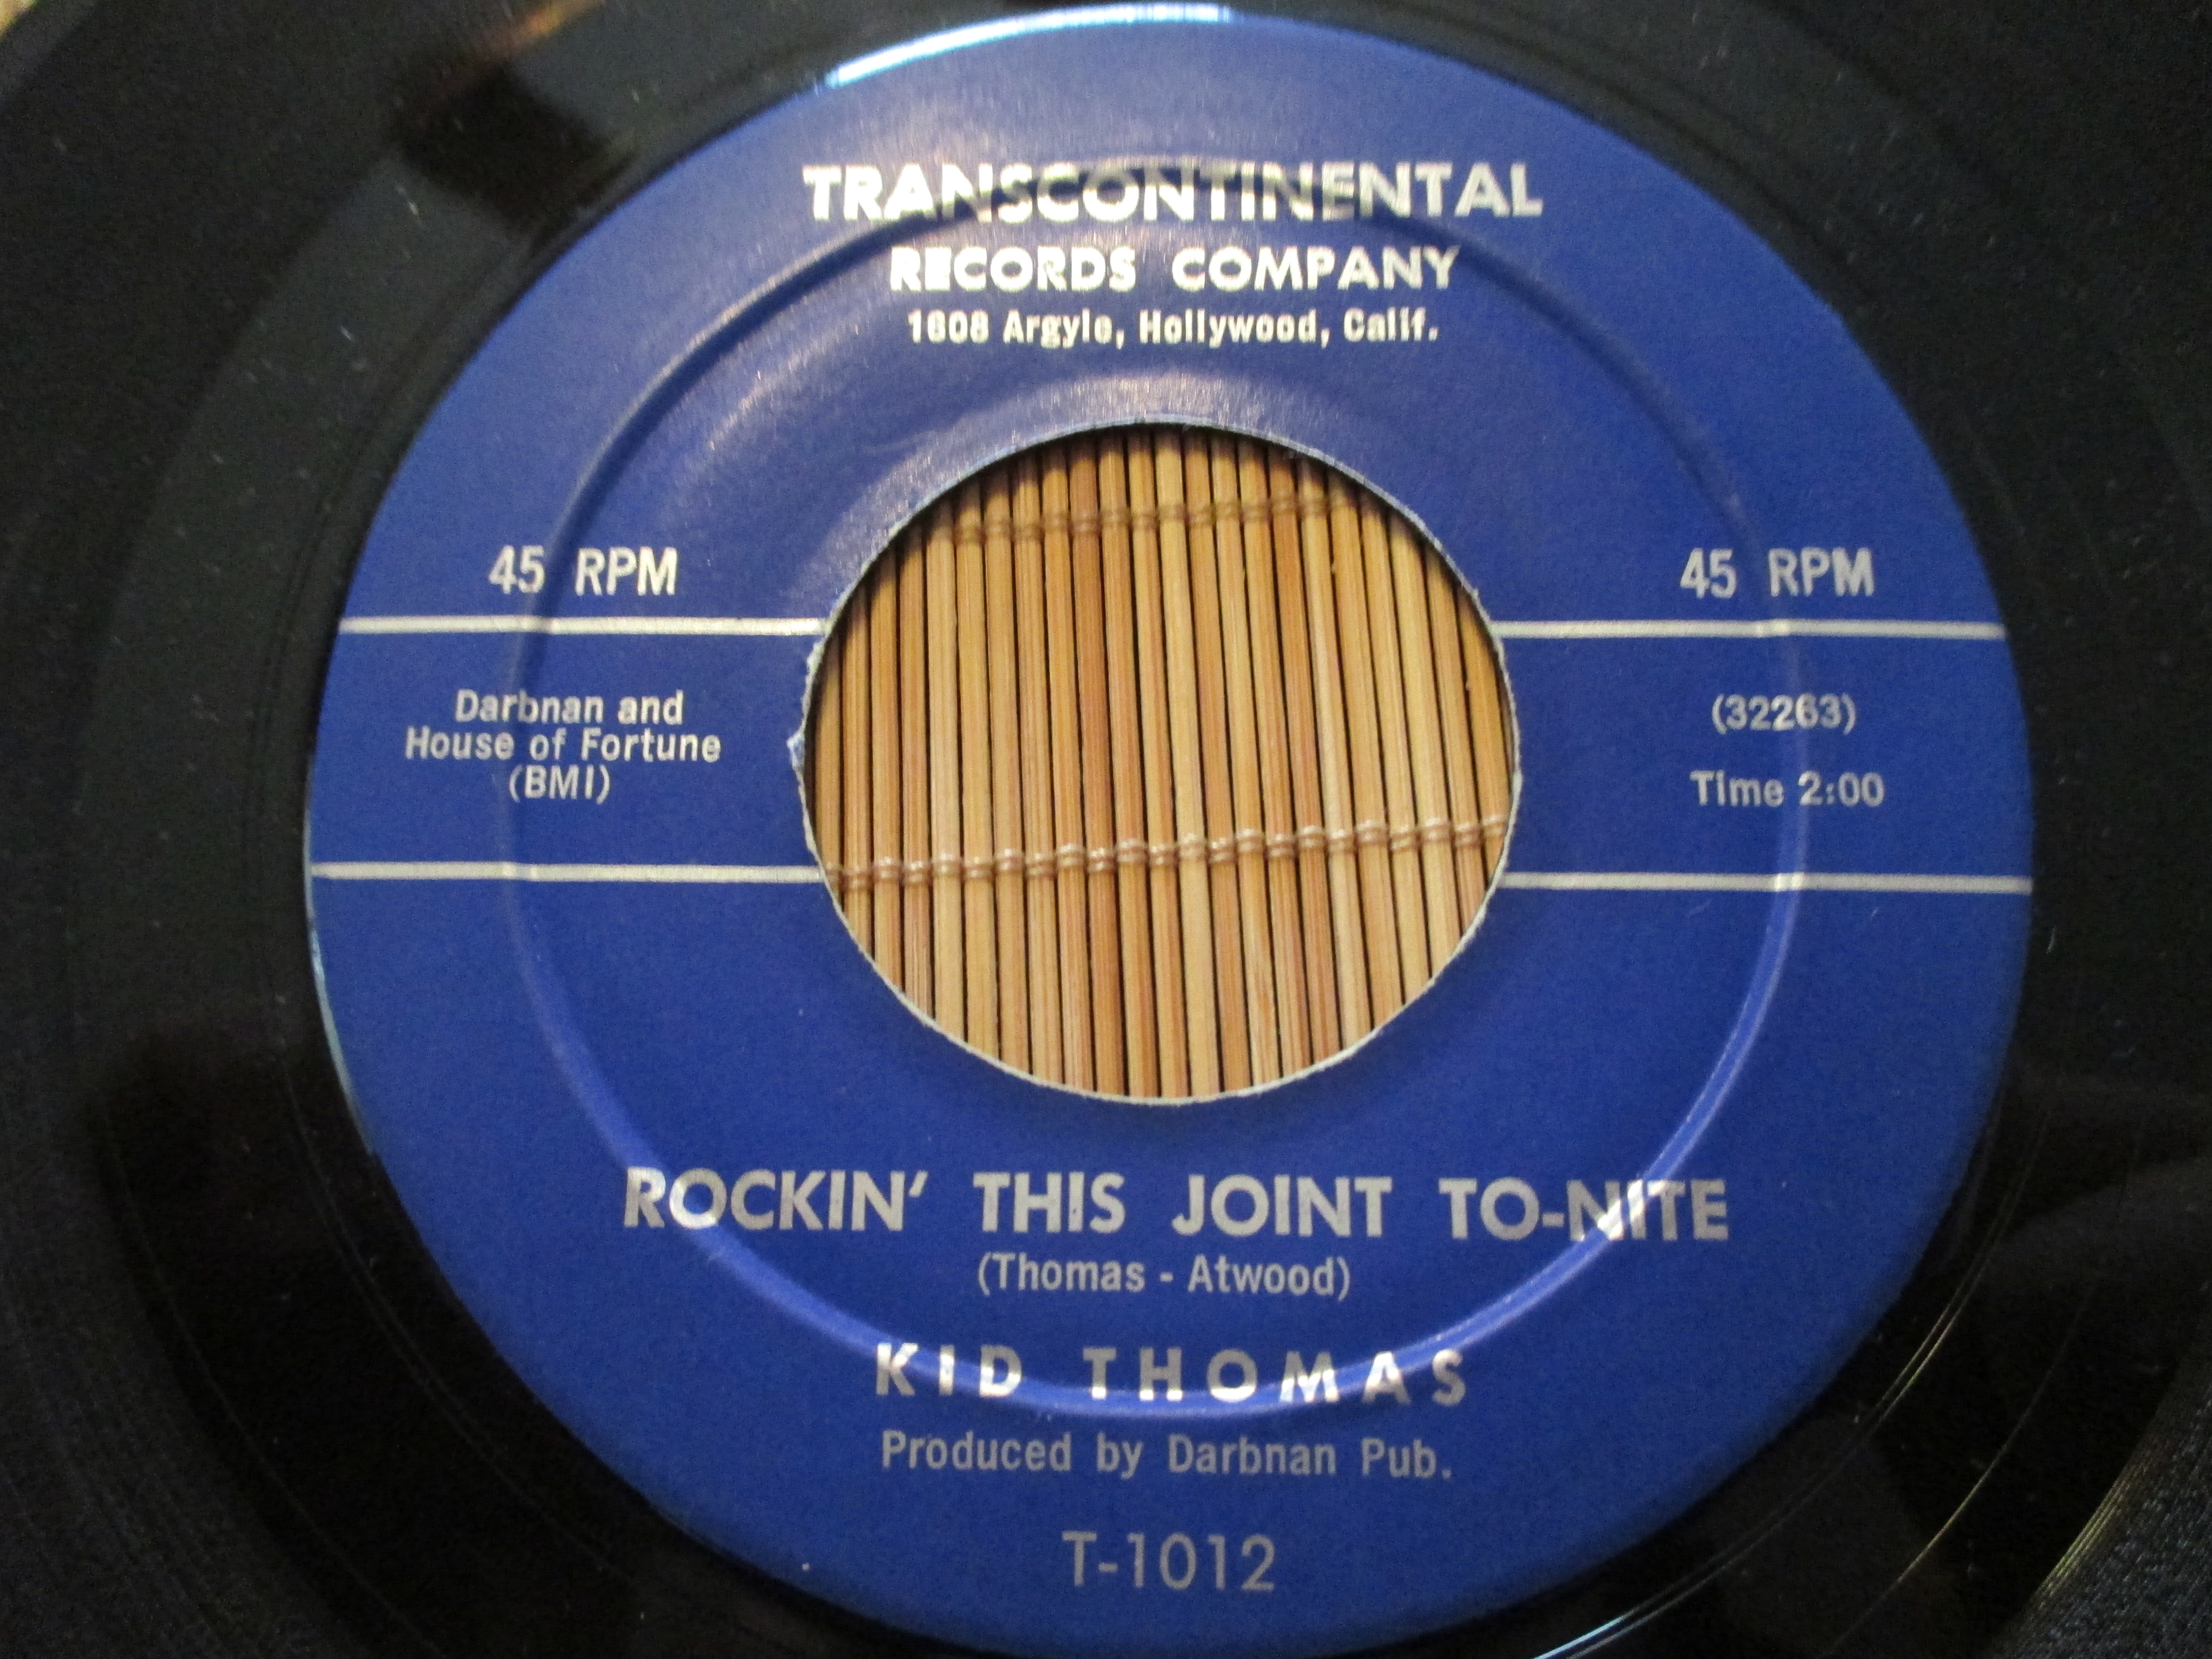 TRANSCONTINENTAL
RECORDS COMPANY
1608 Argyle, Hollywood, Calif.
45 RPM
45 RPM
Darbnan and
House of Fortune
(BMI)
(32263)
Time 2:00
ROCKIN' THIS JOINT TO-NITE
(Thomas - Atwood)
KID THOMAS
Produced by Darbnan Pub.
T-1012